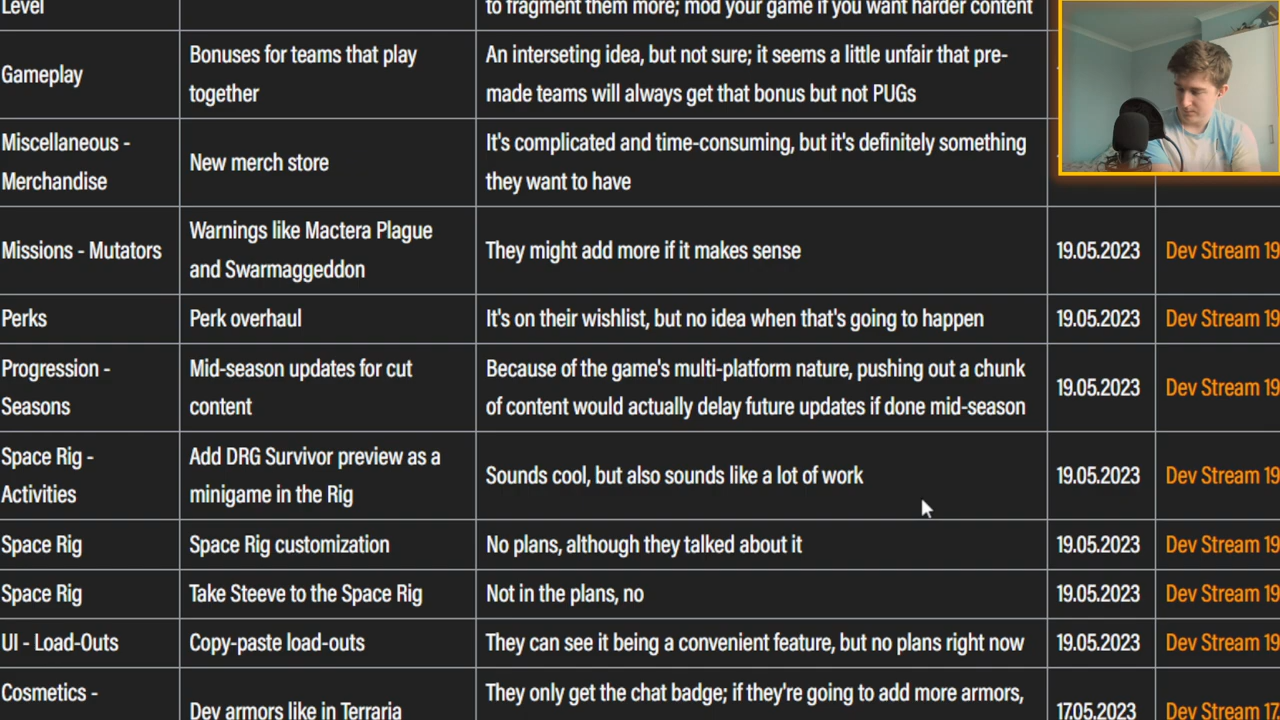 Level
to fragment them more; mod your game if you want harder content
Gameplay
Bonuses for teams that play
together
An interseting idea, but not sure; it seems a little unfair that pre-
made teams will always get that bonus but not PUGs
Miscellaneous -
Merchandise
New merch store
It's complicated and time-consuming, but it's definitely something
they want to have
Missions - Mutators
Warnings like Mactera Plague
and Swarmaggeddon
They might add more if it makes sense
19.05.2023
Dev Stream 19
Perks
Perk overhaul
It's on their wishlist, but no idea when that's going to happen
19.05.2023
Dev Stream 19
Progression -
Seasons
Mid-season updates for cut
content
Because of the game's multi-platform nature, pushing out a chunk
of content would actually delay future updates if done mid-season
19.05.2023
Dev Stream 19
Space Rig -
Activities
Add DRG Survivor preview as a
minigame in the Rig
Sounds cool, but also sounds like a lot of work
19.05.2023
Dev Stream 19
Space Rig
Space Rig customization
No plans, although they talked about it
19.05.2023
Dev Stream 19
Space Rig
Take Steeve to the Space Rig
Not in the plans, no
19.05.2023
Dev Stream 19
UI - Load-Outs
Copy-paste load-outs
They can see it being a convenient feature, but no plans right now
19.05.2023
Dev Stream 19
Cosmetics -
Dev armors like in Terraria
They only get the chat badge; if they're going to add more armors,
17.05.2023
Dev Stream 17